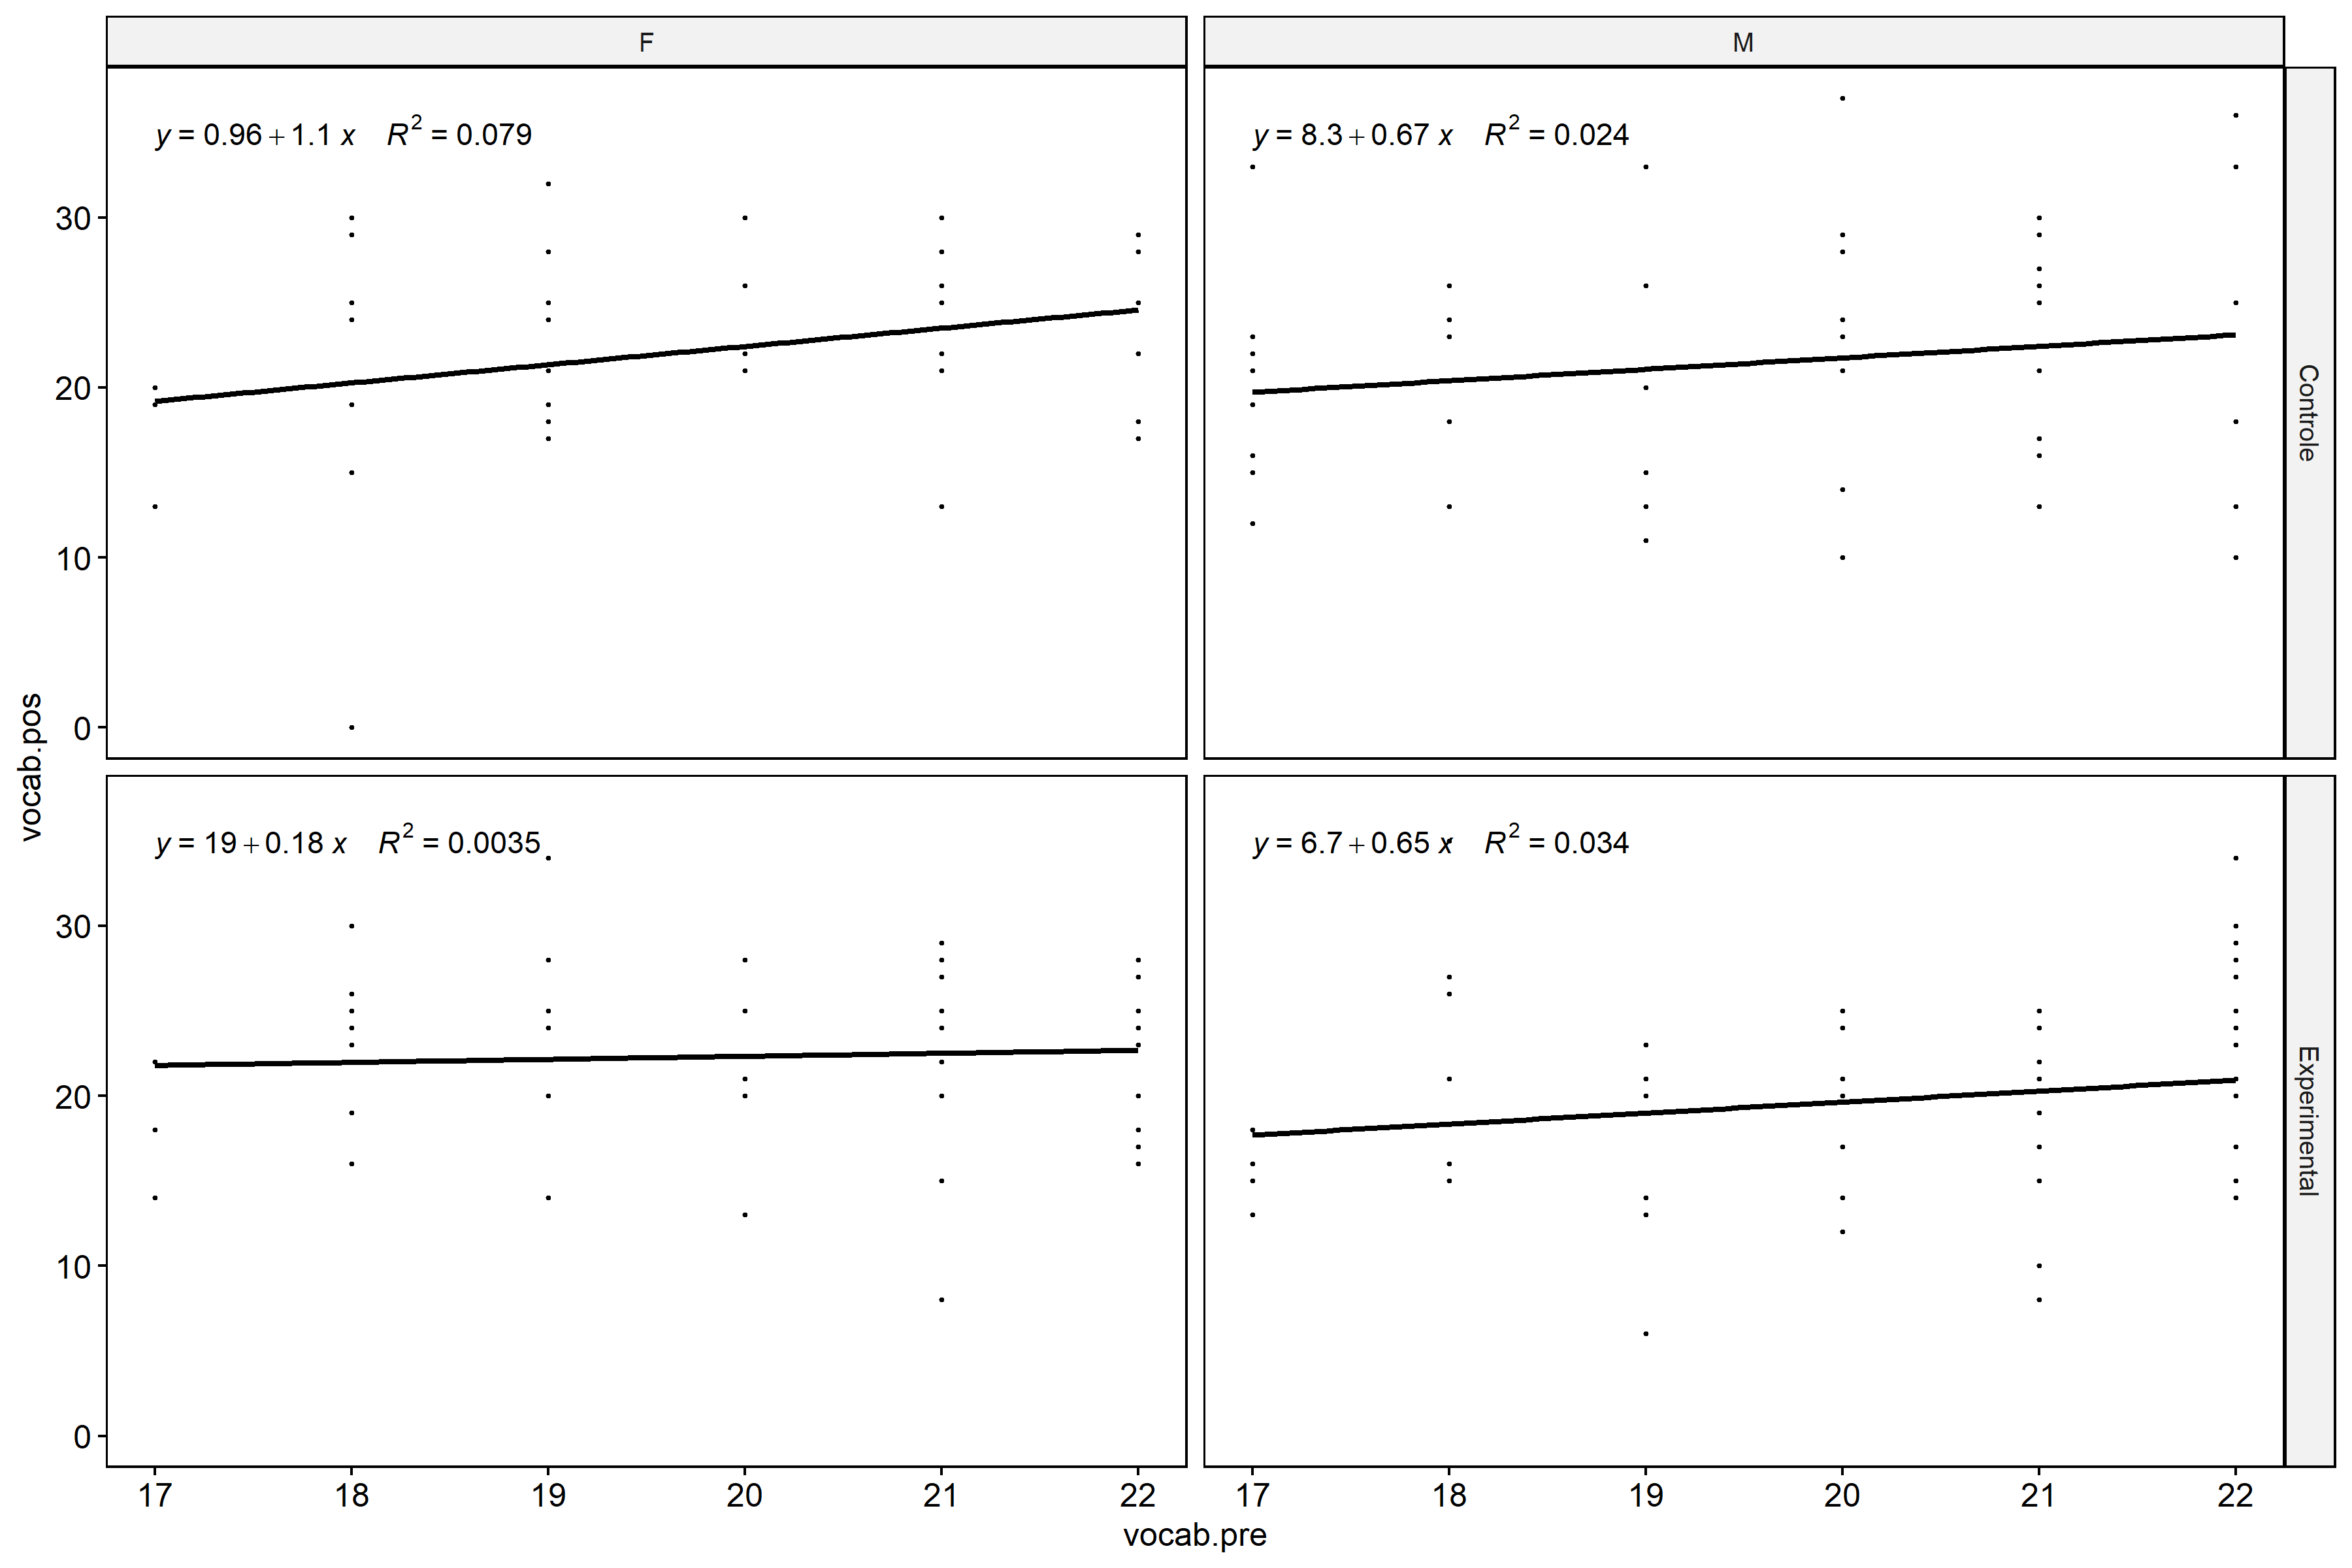 F
M
y = 0.96 + 1.1 x R² = 0.079
y = 8.3 + 0.67 x R² = 0.024
30
20
10
0
Controle
vocab.pos
y = 19 + 0.18 x R² = 0.0035
y = 6.7 + 0.65 x R² = 0.034
30
20
10
0
Experimental
17 18 19 20 21 22
17 18 19 20 21 22
vocab.pre